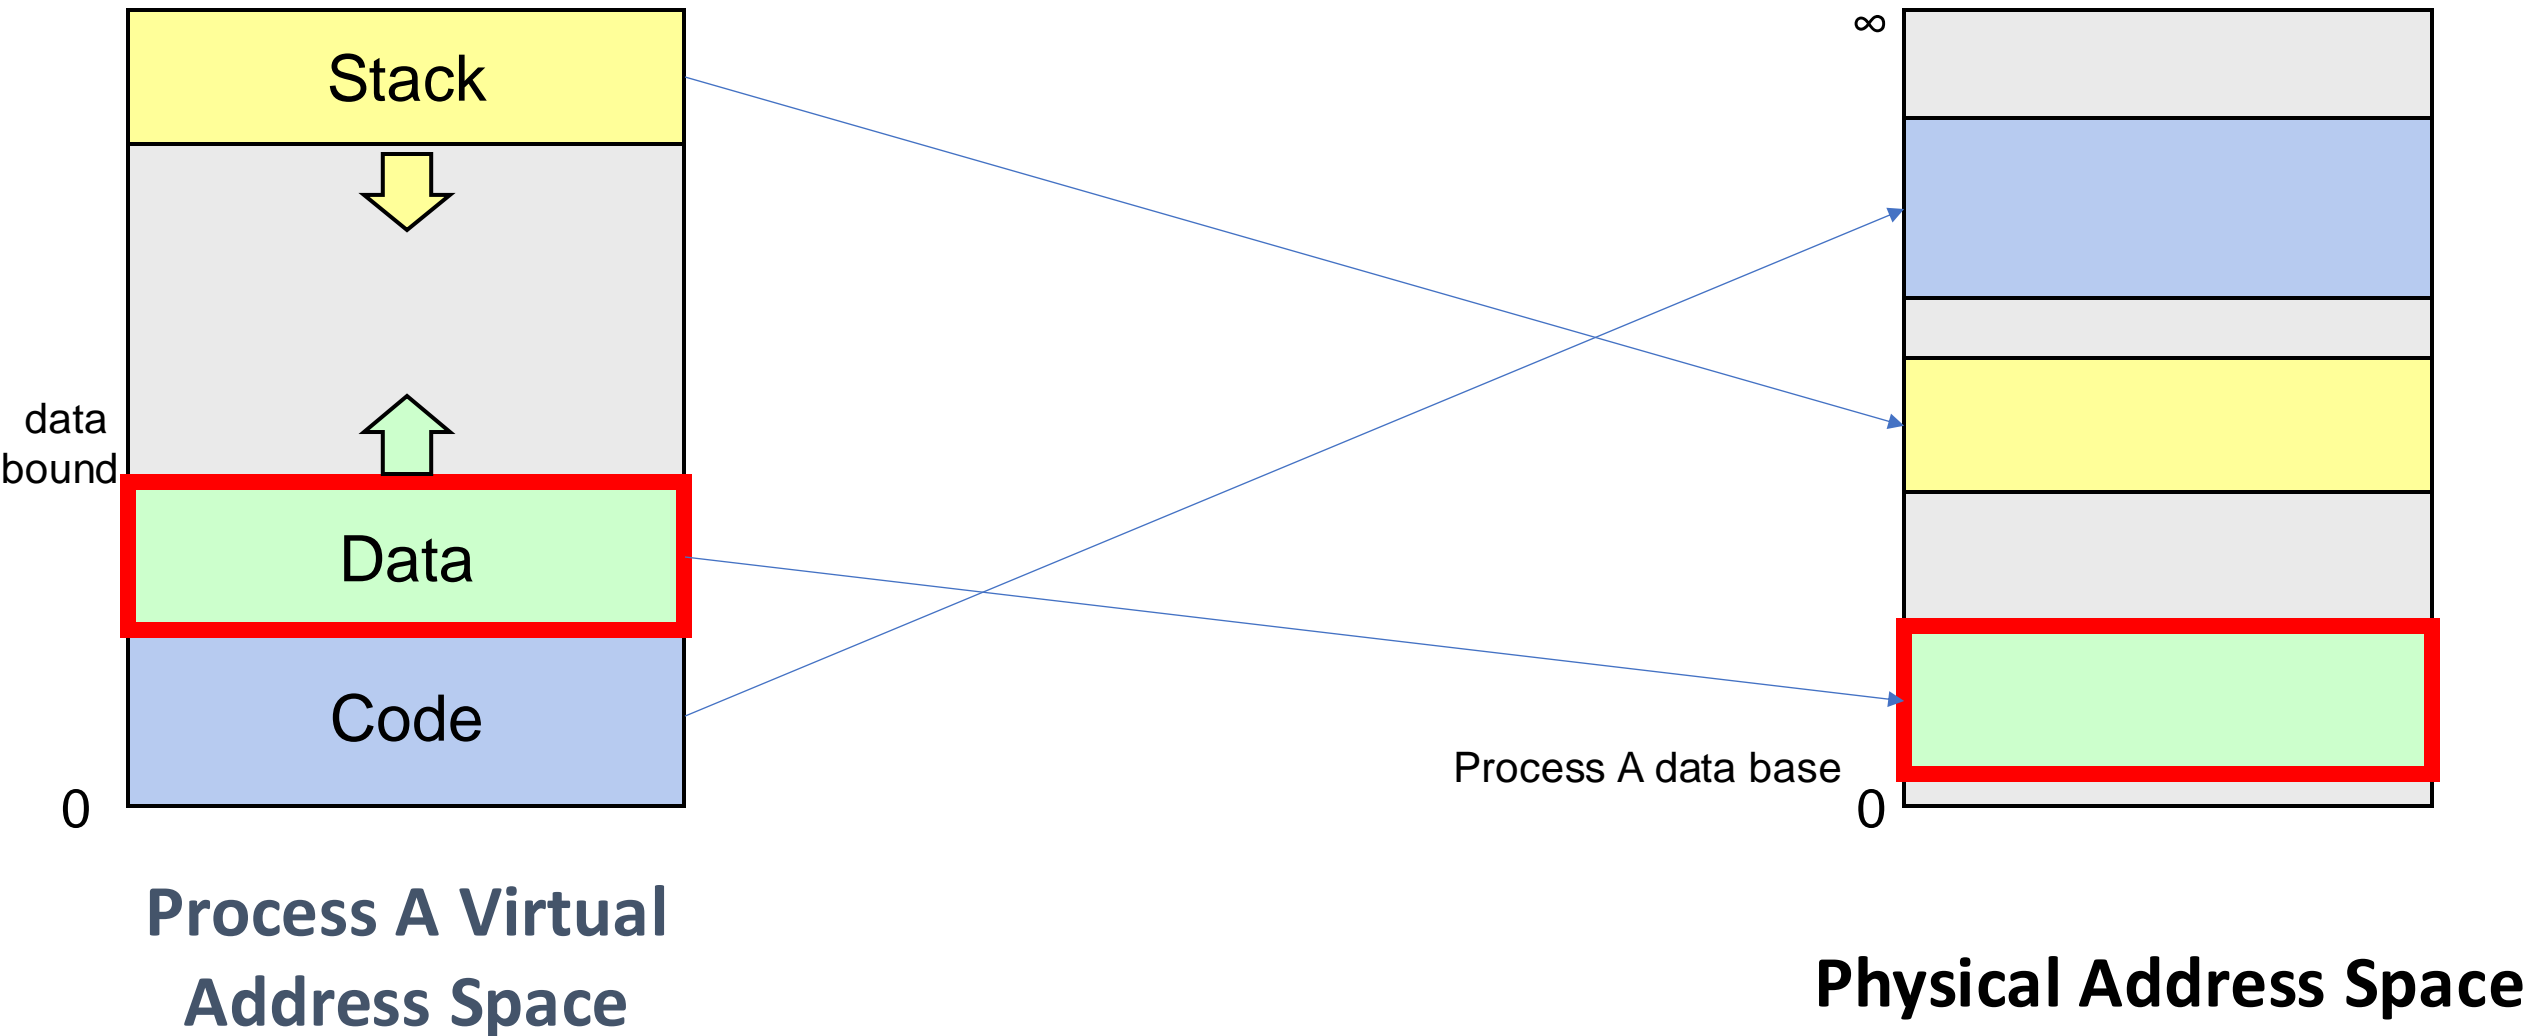 Stack
data
bound
Data
Code
0
Process A Virtual
Address Space
∞
Process A data base
0
Physical Address Space